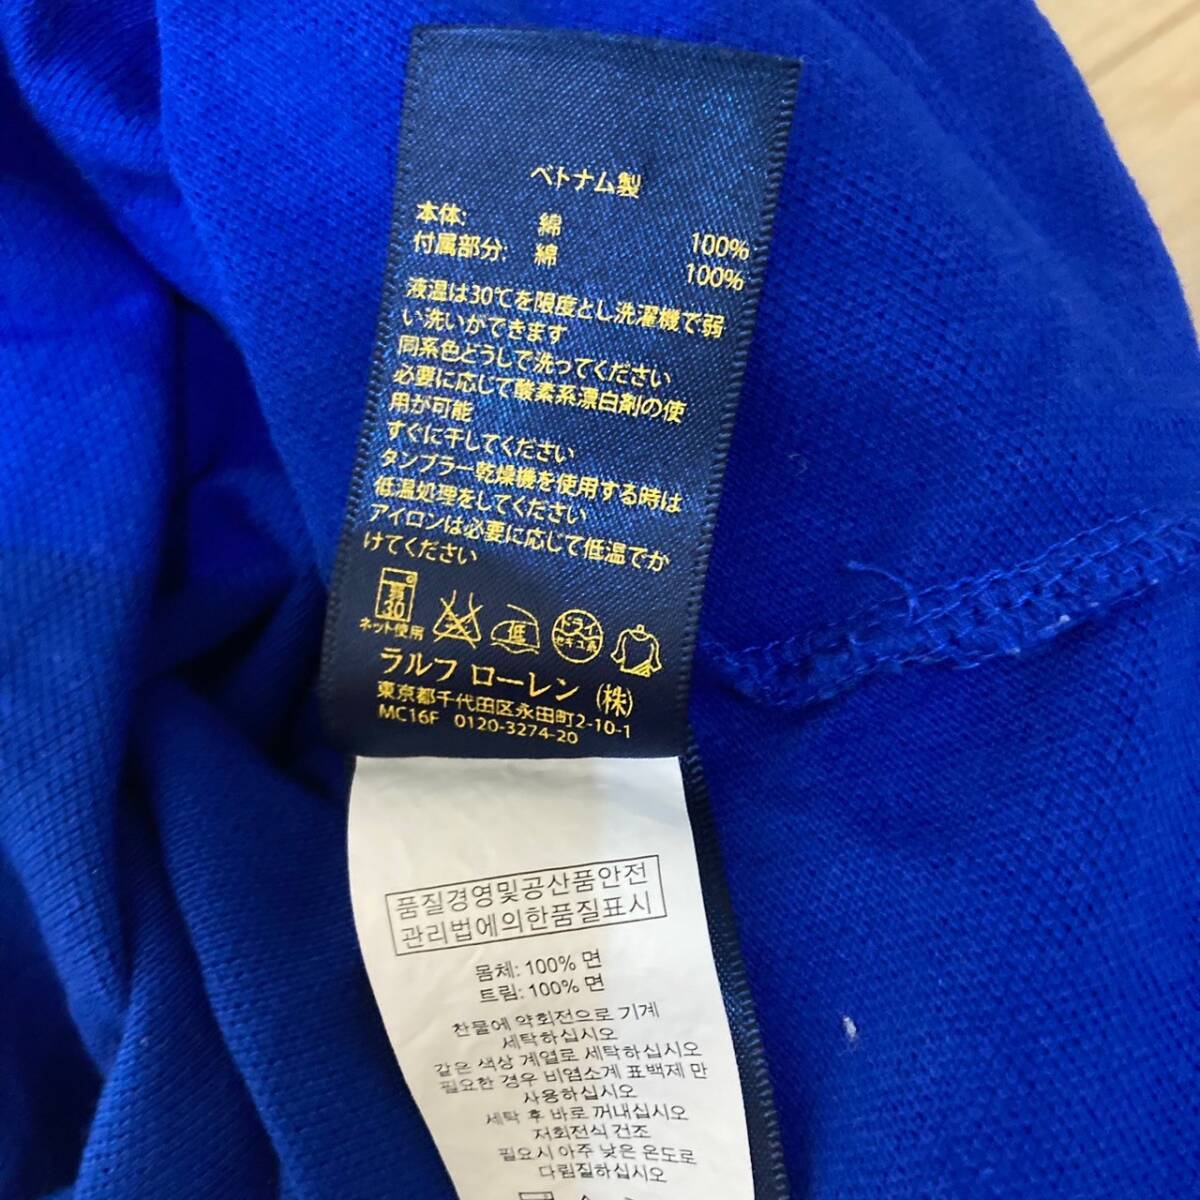 ベトナム製
本体: 綿 100%
付属部分: 綿 100%
液温は30℃を限度とし洗濯機で弱
い洗いができます
同系色どうしで洗ってください
必要に応じて酸素系漂白剤の使
用が可能
すぐに干してください
タンブラー乾燥機を使用する時は
低温処理をしてください
アイロンは必要に応じて低温でか
けてください
弱
30
ネット使用
低
ドライ
セキユ系
ラルフ ローレン (株)
東京都千代田区永田町2-10-1
MC16F 0120-3274-20
품질경영및공산품안전
관리법에의한품질표시
몸체: 100% 면
트림: 100% 면
찬물에 약회전으로 기계
세탁하십시오
같은 색상 계열로 세탁하십시오
필요한 경우 비염소계 표백제 만
사용하십시오
세탁 후 바로 꺼내십시오
저회전식 건조
필요시 아주 낮은 온도로
다림질하십시오